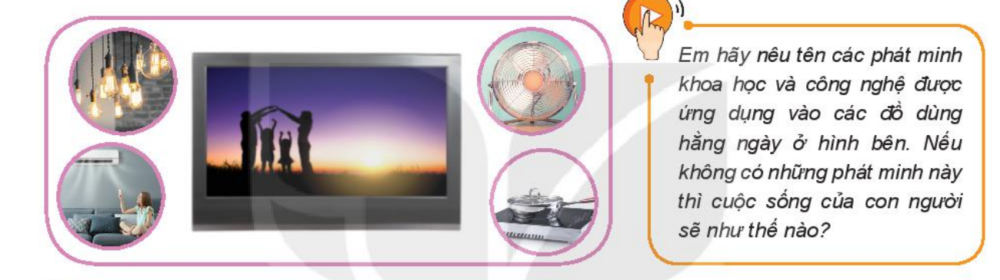 Em hãy nêu tên các phát minh
khoa học và công nghệ được
ứng dụng vào các đồ dùng
hằng ngày ở hình bên. Nếu
không có những phát minh này
thì cuộc sống của con người
sẽ như thế nào?